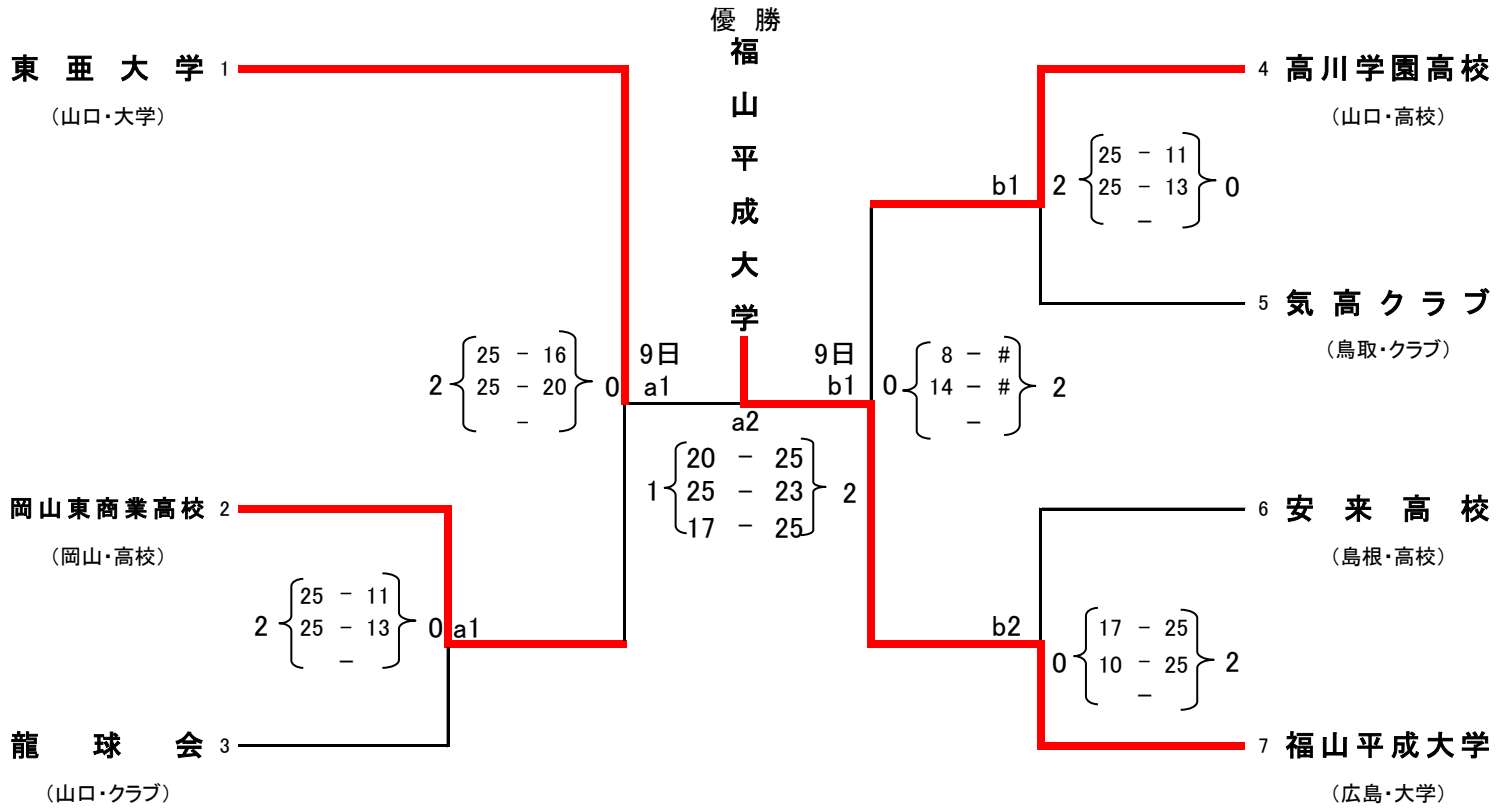 優 勝
福山平成大学
東亜大学 1
（山口・大学）
岡山東商業高校 2
（岡山・高校）
龍球会 3
（山口・クラブ）
4 高川学園高校
（山口・高校）
5 気高クラブ
（鳥取・クラブ）
6 安来高校
（島根・高校）
7 福山平成大学
（広島・大学）
b1 2 0
25 - 11
25 - 13
-
9日
a1
2 0
25 - 16
25 - 20
-
9日
b1
0 2
8 - #
14 - #
-
a2
1 2
20 - 25
25 - 23
17 - 25
2 0 a1
25 - 11
25 - 13
-
b2
0 2
17 - 25
10 - 25
-